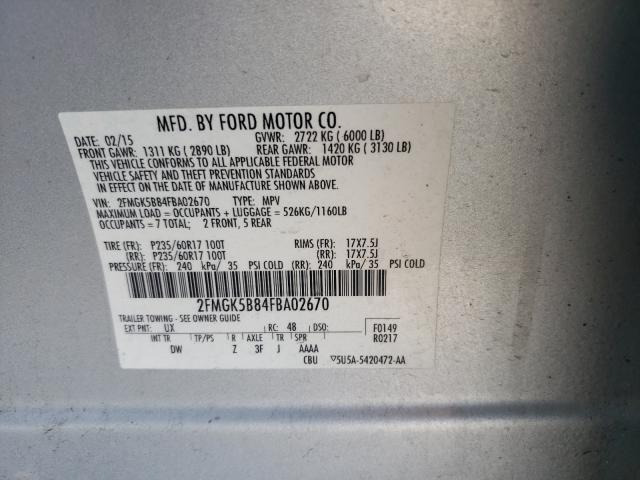 MFD. BY FORD MOTOR CO.
DATE: 02/15 GVWR: 2722 KG ( 6000 LB)
FRONT GAWR: 1311 KG ( 2890 LB) REAR GAWR: 1420 KG ( 3130 LB)
THIS VEHICLE CONFORMS TO ALL APPLICABLE FEDERAL MOTOR
VEHICLE SAFETY AND THEFT PREVENTION STANDARDS
IN EFFECT ON THE DATE OF MANUFACTURE SHOWN ABOVE.
VIN: 2FMGK5B84FBA02670 TYPE: MPV
MAXIMUM LOAD = OCCUPANTS + LUGGAGE = 526KG/1160LB
OCCUPANTS = 7 TOTAL; 2 FRONT, 5 REAR
TIRE (FR): P235/60R17 100T RIMS (FR): 17X7.5J
(RR): P235/60R17 100T (RR): 17X7.5J
PRESSURE (FR): 240 kPa/ 35 PSI COLD (RR): 240 kPa/ 35 PSI COLD
2FMGK5B84FBA02670
TRAILER TOWING - SEE OWNER GUIDE
EXT PNT: UX RC: 48 DSO: F0149
INT TR TP/PS R AXLE TR SPR R0217
DW Z 3F J AAAA
CBU ▽5U5A-5420472-AA